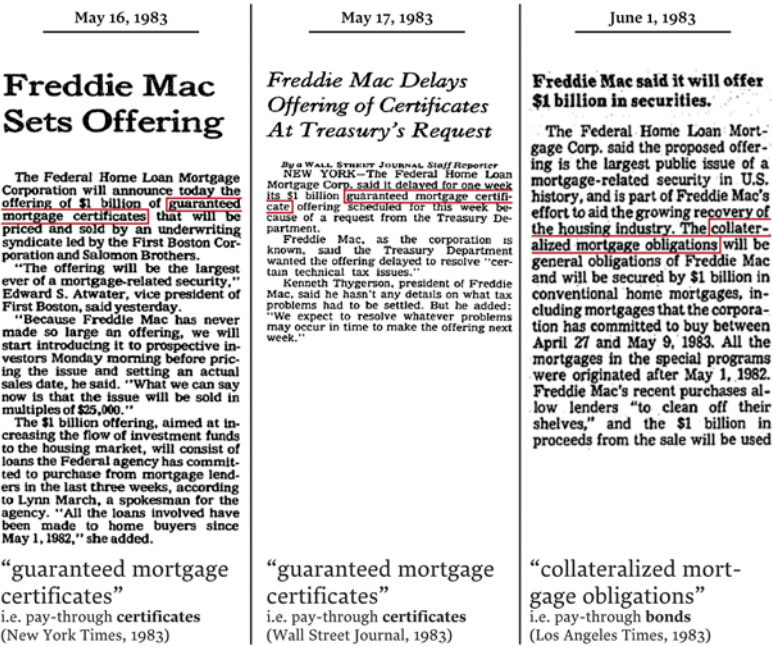 May 16, 1983
Freddie Mac
Sets Offering
The Federal Home Loan Mortgage
Corporation will announce today the
offering of $1 billion of guaranteed
mortgage certificates that will be
priced and sold by an underwriting
syndicate led by the First Boston Cor-
poration and Salomon Brothers.
"The offering will be the largest
ever of a mortgage-related security,"
Edward S. Atwater, vice president of
First Boston, said yesterday.
"Because Freddie Mac has never
made so large an offering, we will
start introducing it to prospective in-
vestors Monday morning before pric-
ing the issue and setting an actual
sales date, he said. "What we can say
now is that the issue will be sold in
multiples of $25,000."
The $1 billion offering, aimed at in-
creasing the flow of investment funds
to the housing market, will consist of
loans the Federal agency has commit-
ted to purchase from mortgage lend-
ers in the last three weeks, according
to Lynn March, a spokesman for the
agency. "All the loans involved have
been made to home buyers since
May 1, 1982," she added.
"guaranteed mortgage
certificates"
i.e. pay-through certificates
(New York Times, 1983)
May 17, 1983
Freddie Mac Delays
Offering of Certificates
At Treasury's Request
By a WALL STREET JOURNAL Staff Reporter
NEW YORK—The Federal Home Loan
Mortgage Corp. said it delayed for one week
its $1 billion guaranteed mortgage certifi-
cate offering scheduled for this week be-
cause of a request from the Treasury De-
partment.
Freddie Mac, as the corporation is
known, said the Treasury Department
wanted the offering delayed to resolve "cer-
tain technical tax issues."
Kenneth Thygerson, president of Freddie
Mac, said he hasn't any details on what tax
problems had to be settled. But he added:
"We expect to resolve whatever problems
may occur in time to make the offering next
week."
"guaranteed mortgage
certificates"
i.e. pay-through certificates
(Wall Street Journal, 1983)
June 1, 1983
Freddie Mac said it will offer
$1 billion in securities.
The Federal Home Loan Mort-
gage Corp. said the proposed offer-
ing is the largest public issue of a
mortgage-related security in U.S.
history, and is part of Freddie Mac's
effort to aid the growing recovery of
the housing industry. The collater-
alized mortgage obligations will be
general obligations of Freddie Mac
and will be secured by $1 billion in
conventional home mortgages, in-
cluding mortgages that the corpora-
tion has committed to buy between
April 27 and May 9, 1983. All the
mortgages in the special programs
were originated after May 1, 1982.
Freddie Mac's recent purchases al-
low lenders "to clean off their
shelves," and the $1 billion in
proceeds from the sale will be used
"collateralized mort-
gage obligations"
i.e. pay-through bonds
(Los Angeles Times, 1983)